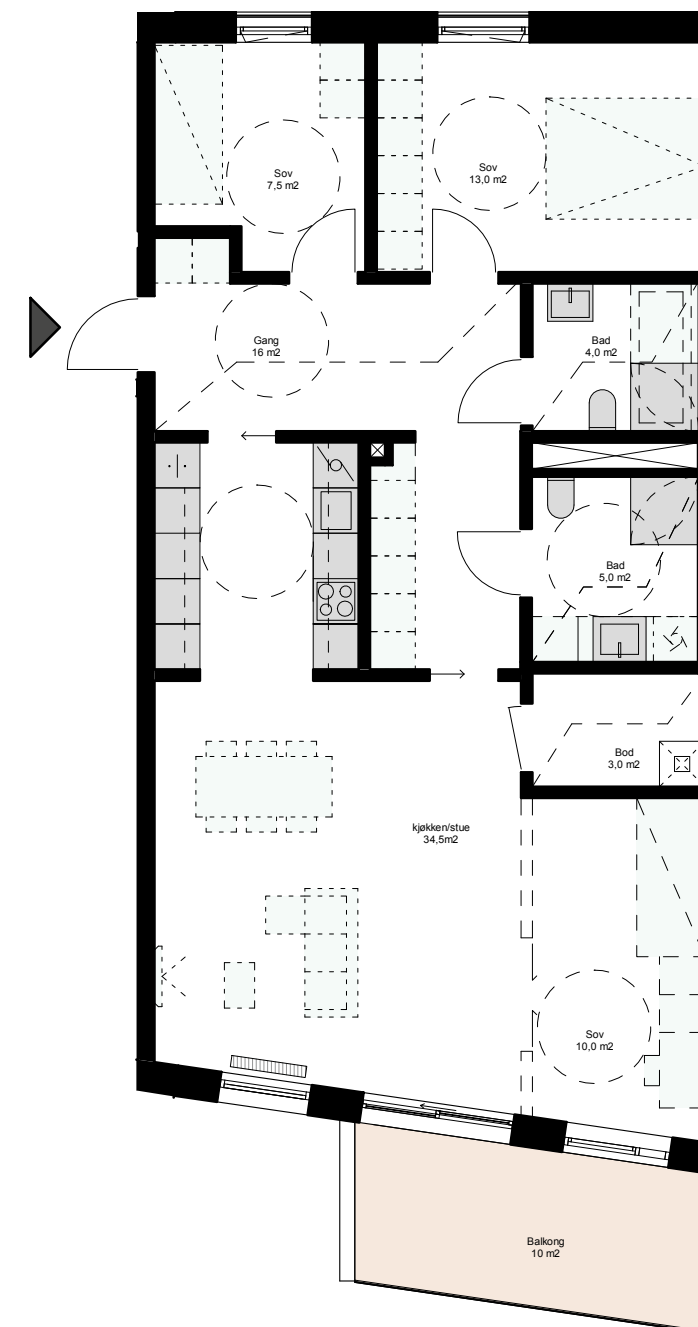 Sov
7,5 m2
Sov
13,0 m2
Gang
16 m2
Bad
4,0 m2
Bad
5,0 m2
Bod
3,0 m2
kjøkken/stue
34,5m2
Sov
10,0 m2
Balkong
10 m2